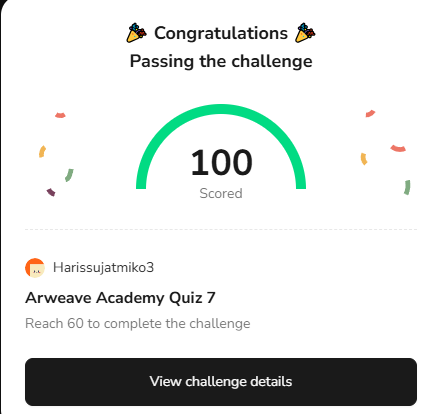 Congratulations
Passing the challenge
100
Scored
Harissujatmiko3
Arweave Academy Quiz 7
Reach 60 to complete the challenge
View challenge details